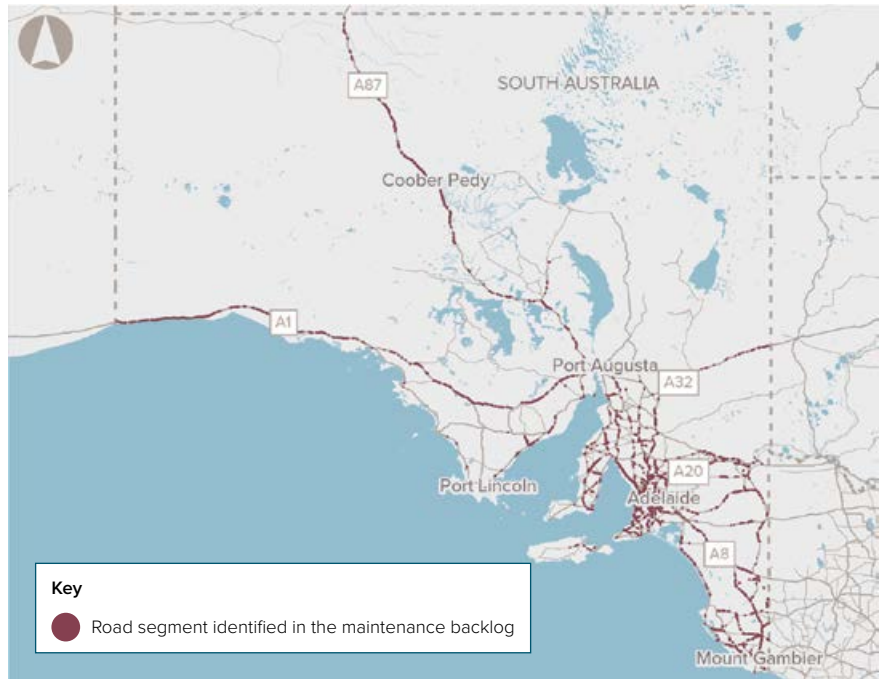 SOUTH AUSTRALIA
A87
Coober Pedy
A1
Port Augusta
A32
A20
Port Lincoln
Adelaide
A8
Key
Road segment identified in the maintenance backlog
Mount Gambier